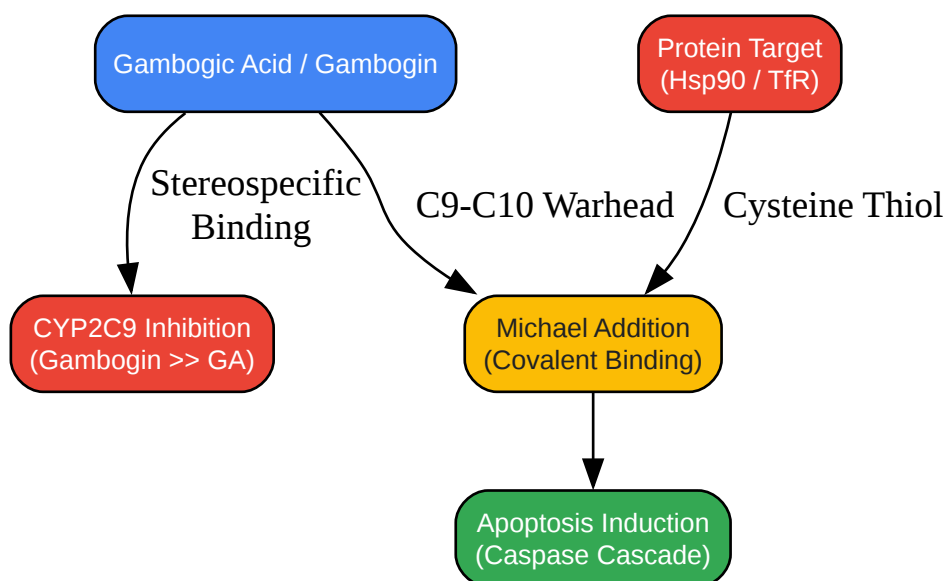 Gambogic Acid / Gambogin
Protein Target
(Hsp90 / TfR)
Stereospecific
Binding
C9-C10 Warhead
Cysteine Thiol
CYP2C9 Inhibition
(Gambogin >> GA)
Michael Addition
(Covalent Binding)
Apoptosis Induction
(Caspase Cascade)